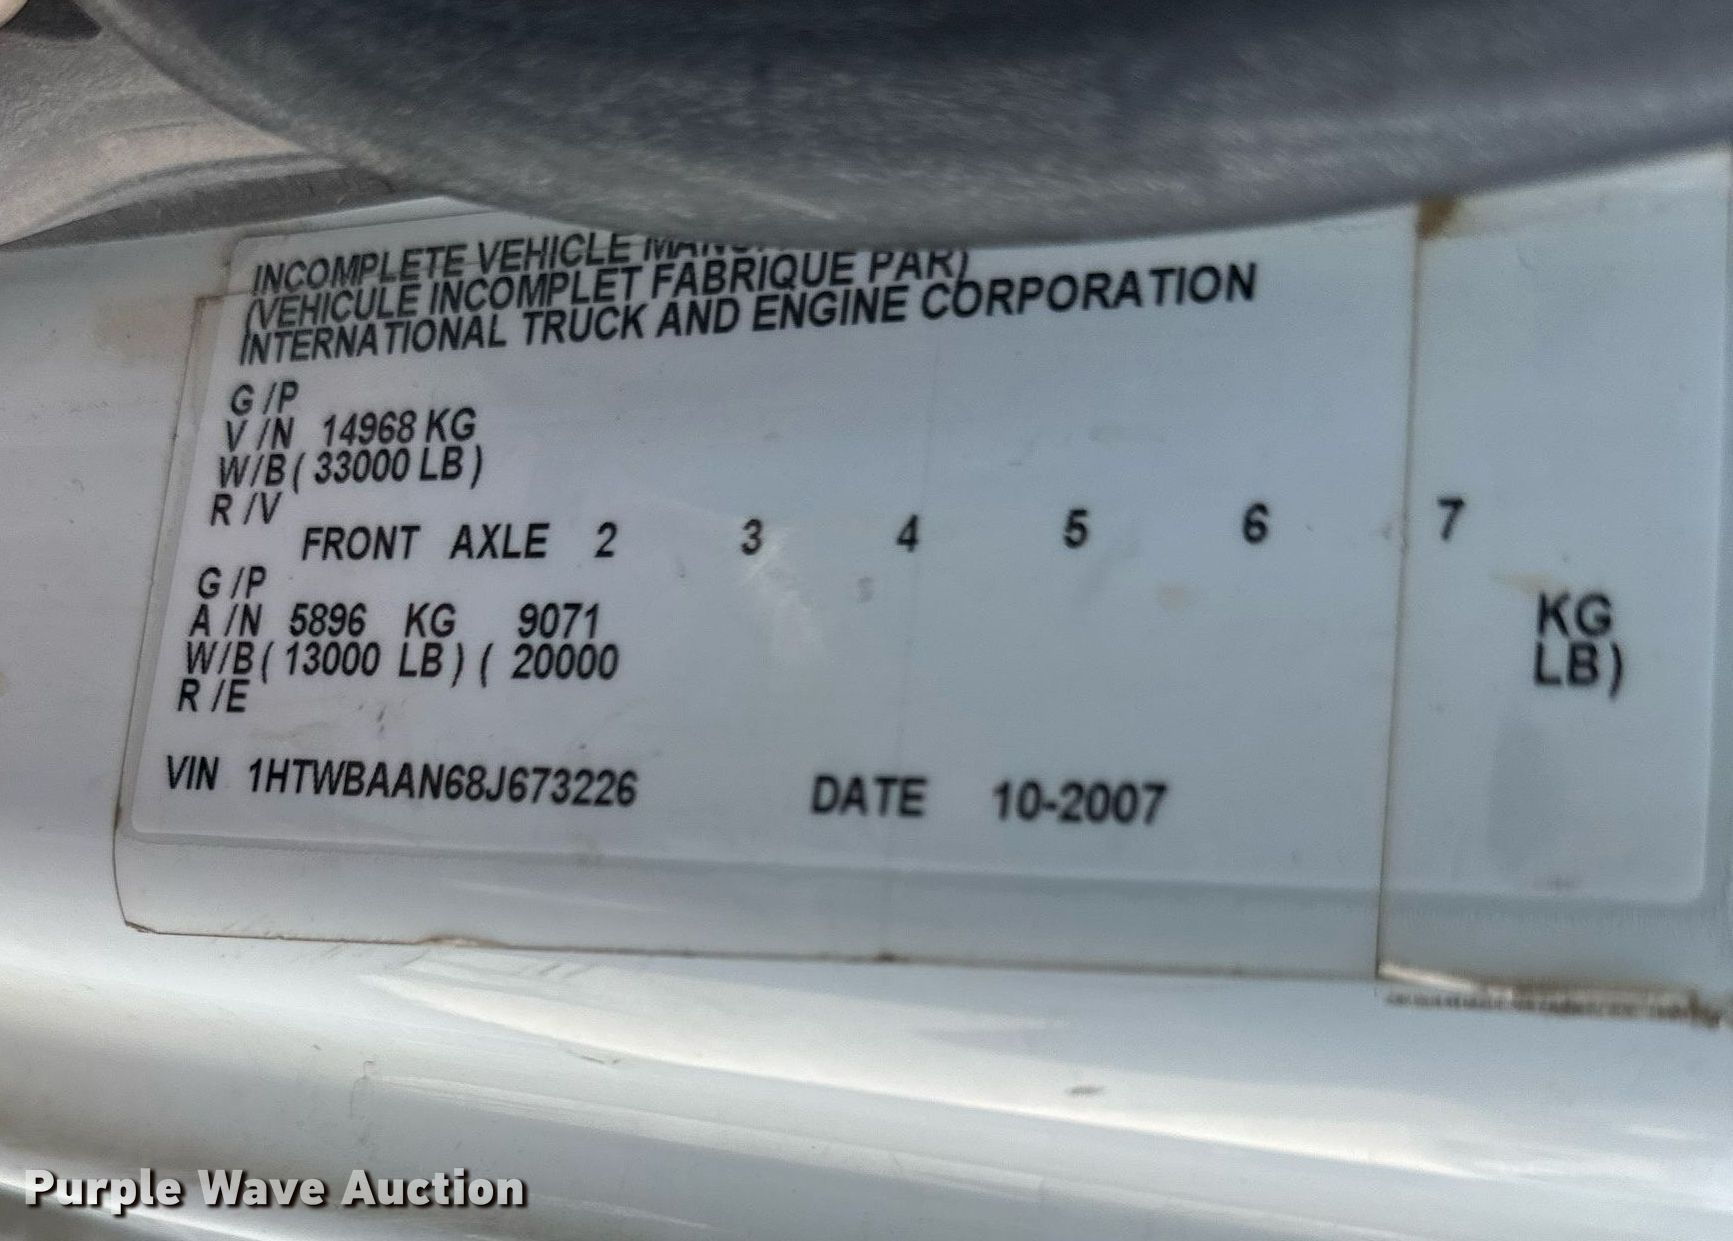 INCOMPLETE VEHICLE
(VEHICULE INCOMPLET FABRIQUE PAR)
INTERNATIONAL TRUCK AND ENGINE CORPORATION
G /P
V /N 14968 KG
W/B ( 33000 LB )
R /V
FRONT AXLE 2 3 4 5 6 7
G /P
A /N 5896 KG 9071 KG
W/B ( 13000 LB ) ( 20000 LB )
R /E
VIN 1HTWBAAN68J673226 DATE 10-2007
Purple Wave Auction